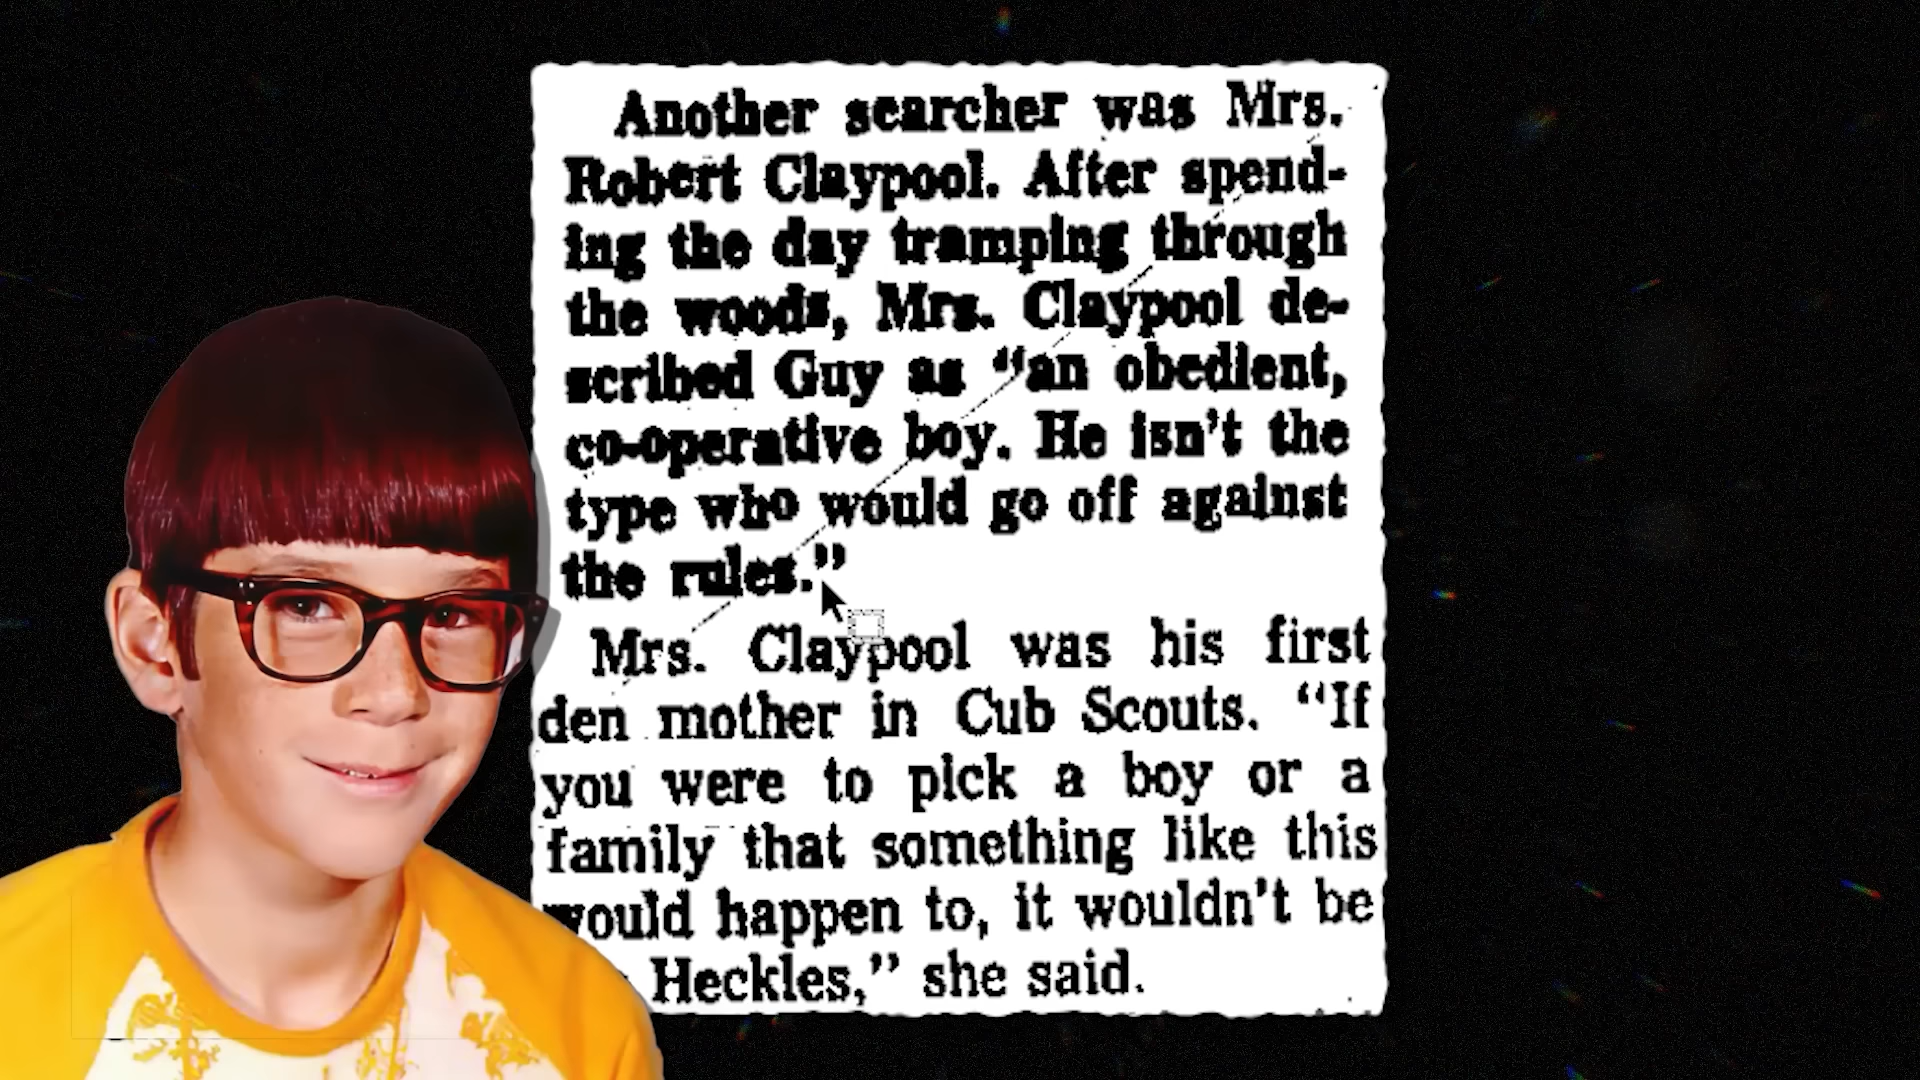 Another searcher was Mrs.
Robert Claypool. After spend-
ing the day tramping through
the woods, Mrs. Claypool de-
scribed Guy as “an obedient,
co-operative boy. He isn’t the
type who would go off against
the rules.”
Mrs. Claypool was his first
den mother in Cub Scouts. “If
you were to pick a boy or a
family that something like this
would happen to, it wouldn’t be
Heckles,” she said.